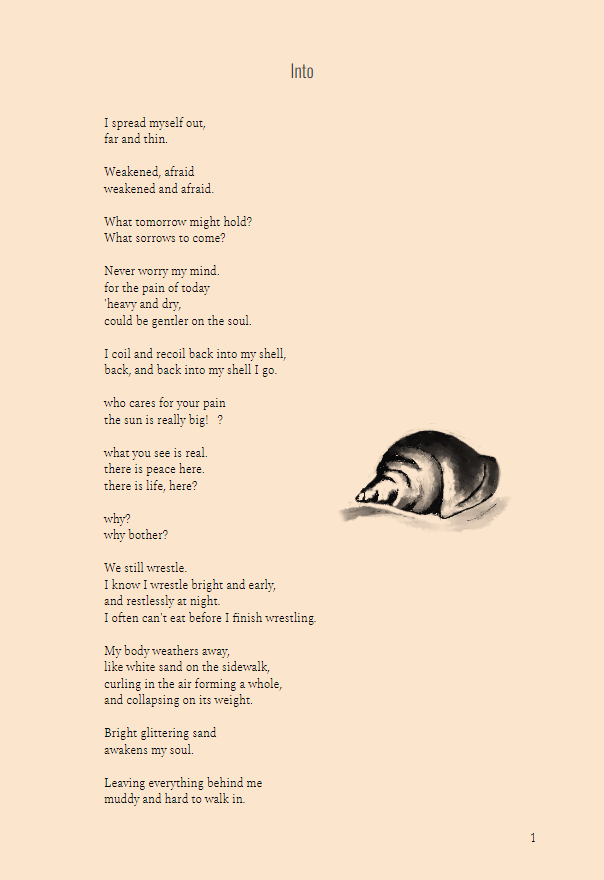 Into
I spread myself out,
far and thin.
Weakened, afraid
weakened and afraid.
What tomorrow might hold?
What sorrows to come?
Never worry my mind.
for the pain of today
'heavy and dry,
could be gentler on the soul.
I coil and recoil back into my shell,
back, and back into my shell I go.
who cares for your pain
the sun is really big!  ?
what you see is real.
there is peace here.
there is life, here?
why?
why bother?
We still wrestle.
I know I wrestle bright and early,
and restlessly at night.
I often can't eat before I finish wrestling.
My body weathers away,
like white sand on the sidewalk,
curling in the air forming a whole,
and collapsing on its weight.
Bright glittering sand
awakens my soul.
Leaving everything behind me
muddy and hard to walk in.
1